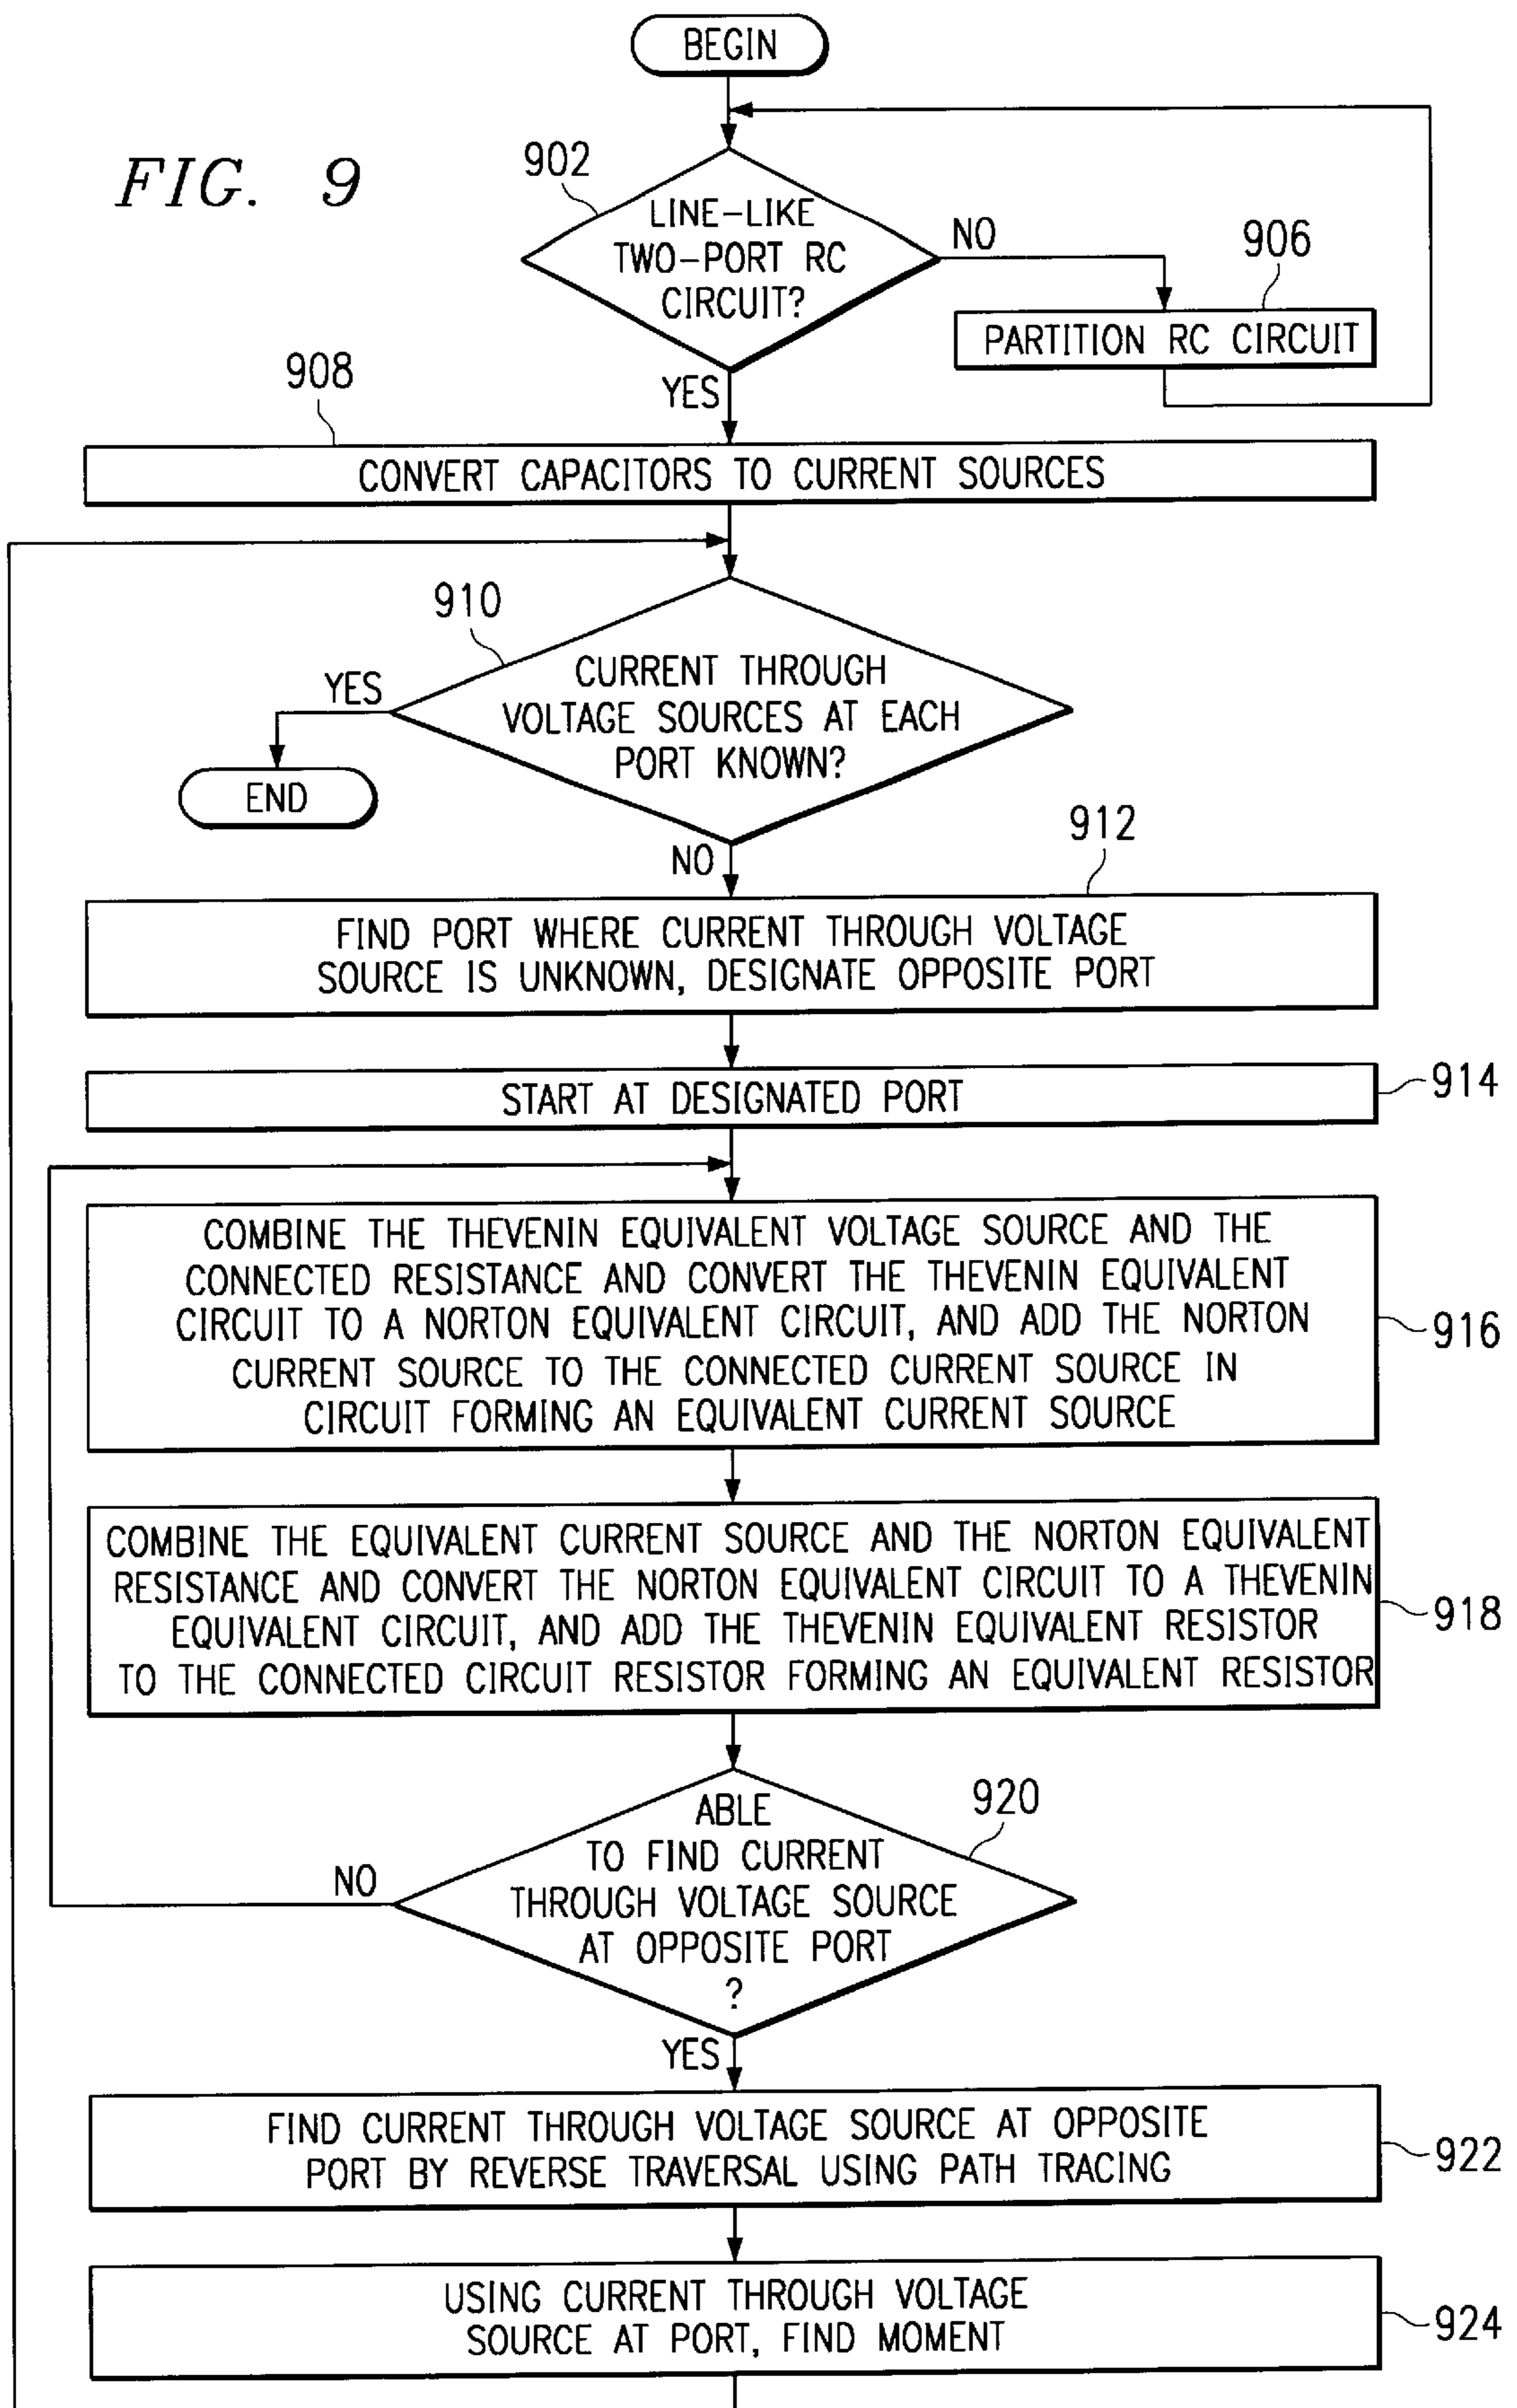 BEGIN
FIG. 9
902
LINE-LIKE
TWO-PORT RC
CIRCUIT?
NO
906
PARTITION RC CIRCUIT
YES
908
CONVERT CAPACITORS TO CURRENT SOURCES
910
CURRENT THROUGH
VOLTAGE SOURCES AT EACH
PORT KNOWN?
YES
END
NO
912
FIND PORT WHERE CURRENT THROUGH VOLTAGE
SOURCE IS UNKNOWN, DESIGNATE OPPOSITE PORT
START AT DESIGNATED PORT
914
COMBINE THE THEVENIN EQUIVALENT VOLTAGE SOURCE AND THE
CONNECTED RESISTANCE AND CONVERT THE THEVENIN EQUIVALENT
CIRCUIT TO A NORTON EQUIVALENT CIRCUIT, AND ADD THE NORTON
CURRENT SOURCE TO THE CONNECTED CURRENT SOURCE IN
CIRCUIT FORMING AN EQUIVALENT CURRENT SOURCE
916
COMBINE THE EQUIVALENT CURRENT SOURCE AND THE NORTON EQUIVALENT
RESISTANCE AND CONVERT THE NORTON EQUIVALENT CIRCUIT TO A THEVENIN
EQUIVALENT CIRCUIT, AND ADD THE THEVENIN EQUIVALENT RESISTOR
TO THE CONNECTED CIRCUIT RESISTOR FORMING AN EQUIVALENT RESISTOR
918
920
ABLE
TO FIND CURRENT
THROUGH VOLTAGE SOURCE
AT OPPOSITE PORT
?
NO
YES
FIND CURRENT THROUGH VOLTAGE SOURCE AT OPPOSITE
PORT BY REVERSE TRAVERSAL USING PATH TRACING
922
USING CURRENT THROUGH VOLTAGE
SOURCE AT PORT, FIND MOMENT
924